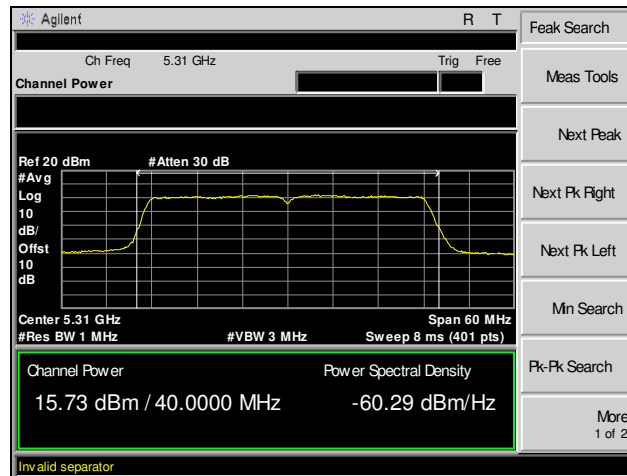 Agilent
R T
Ch Freq 5.31 GHz
Trig Free
Channel Power
Ref 20 dBm
#Atten 30 dB
#Avg
Log
10
dB/
Offst
10
dB
Center 5.31 GHz
Span 60 MHz
#Res BW 1 MHz
#VBW 3 MHz
Sweep 8 ms (401 pts)
Channel Power
Power Spectral Density
15.73 dBm / 40.0000 MHz
-60.29 dBm/Hz
Invalid separator
Feak Search
Meas Tools
Next Peak
Next Pk Right
Next Pk Left
Min Search
Pk-Pk Search
More
1 of 2